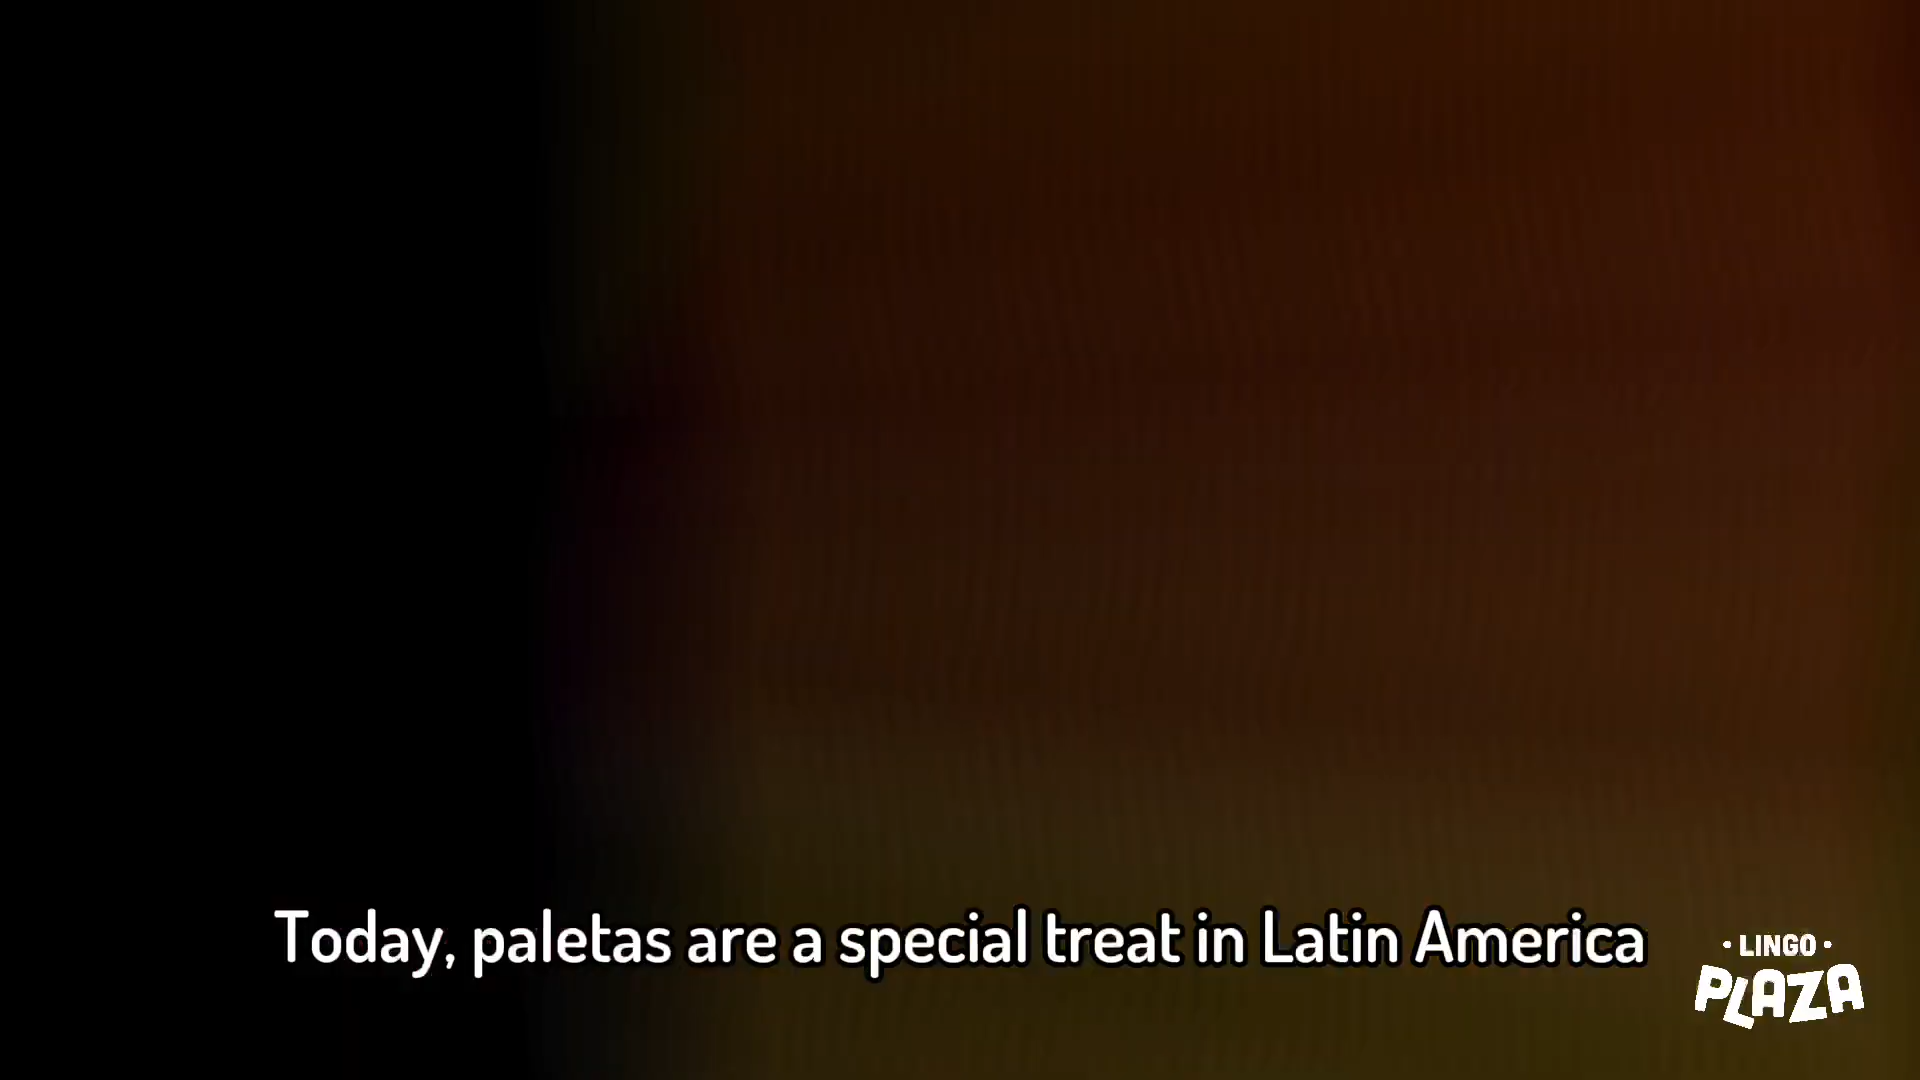 Today, paletas are a special treat in Latin America
• LINGO •
PLAZA